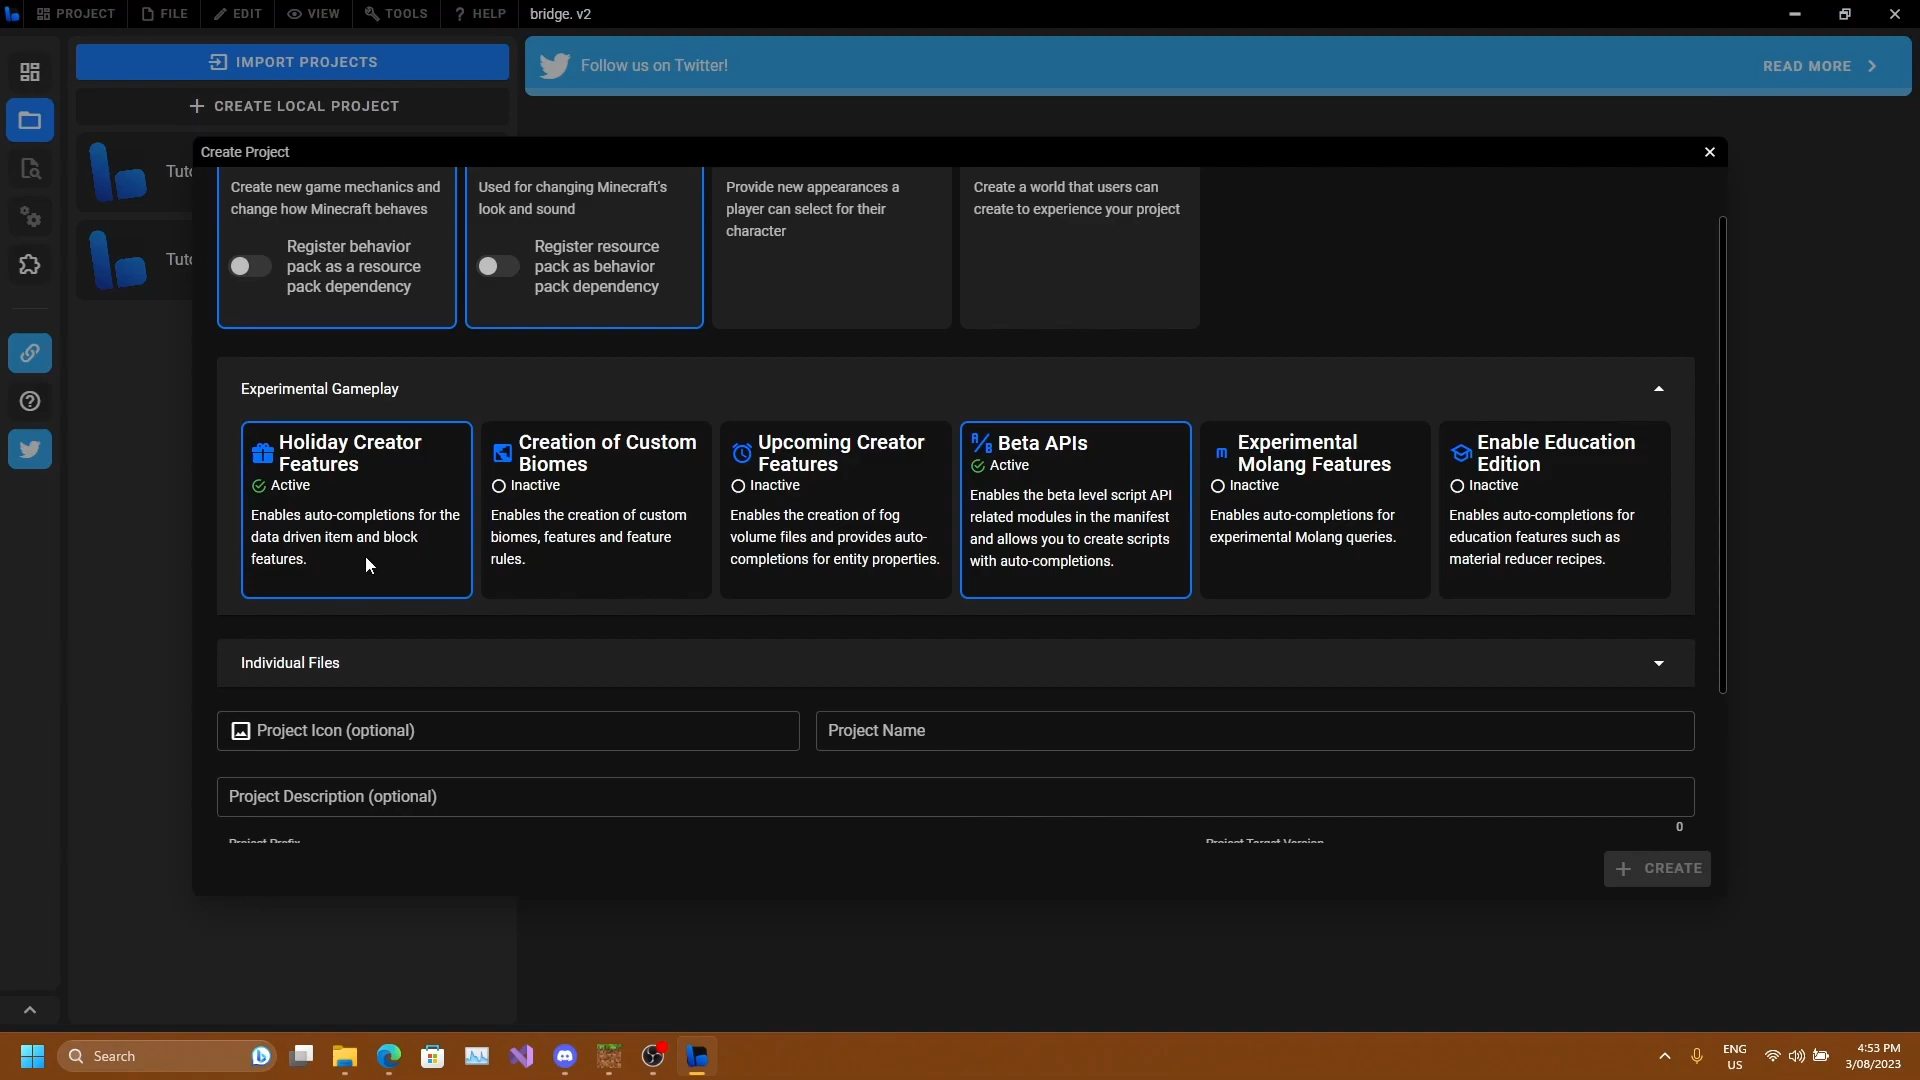 PROJECT
FILE
EDIT
VIEW
TOOLS
HELP
bridge. v2
IMPORT PROJECTS
CREATE LOCAL PROJECT
Follow us on Twitter!
READ MORE
Create Project
Create new game mechanics and
change how Minecraft behaves
Register behavior
pack as a resource
pack dependency
Used for changing Minecraft's
look and sound
Register resource
pack as behavior
pack dependency
Provide new appearances a
player can select for their
character
Create a world that users can
create to experience your project
Experimental Gameplay
Holiday Creator
Features
Active
Enables auto-completions for the
data driven item and block
features.
Creation of Custom
Biomes
Inactive
Enables the creation of custom
biomes, features and feature
rules.
Upcoming Creator
Features
Inactive
Enables the creation of fog
volume files and provides auto-
completions for entity properties.
A/B
Beta APIs
Active
Enables the beta level script API
related modules in the manifest
and allows you to create scripts
with auto-completions.
m
Experimental
Molang Features
Inactive
Enables auto-completions for
experimental Molang queries.
Enable Education
Edition
Inactive
Enables auto-completions for
education features such as
material reducer recipes.
Individual Files
Project Icon (optional)
Project Name
Project Description (optional)
0
Project Prefix
Project Target Version
CREATE
Search
ENG
US
4:53 PM
3/08/2023